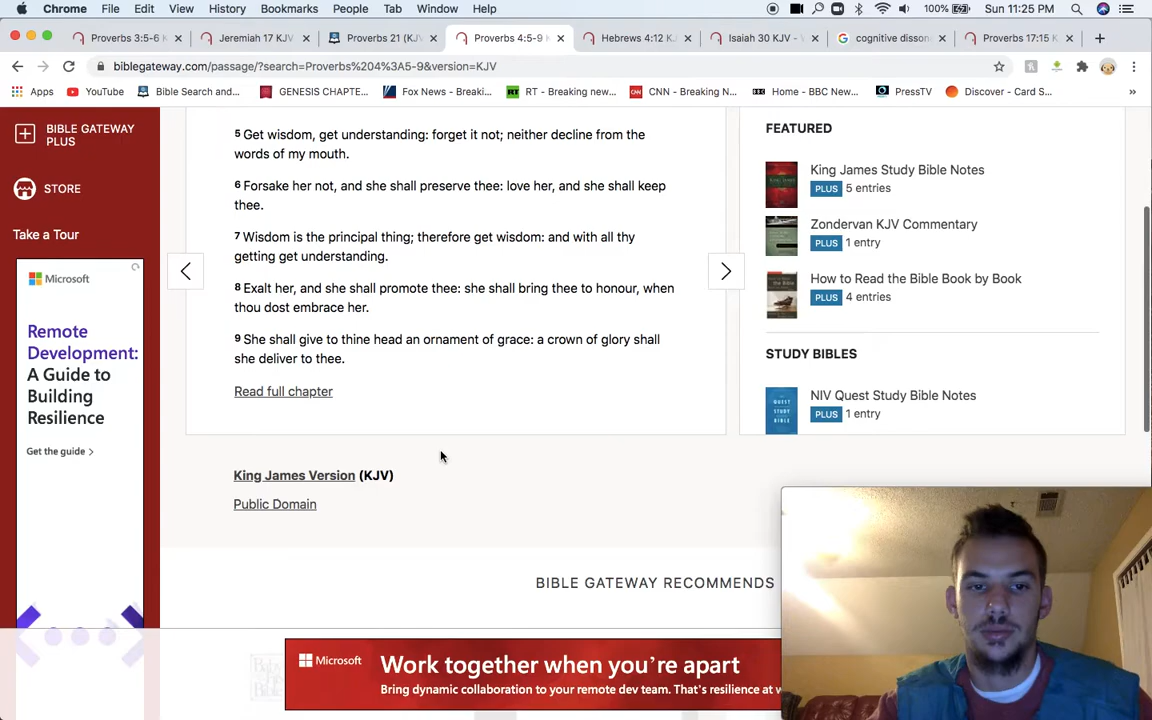 Chrome File Edit View History Bookmarks People Tab Window Help 100% Sun 11:25 PM
Proverbs 3:5-6 K Jeremiah 17 KJV Proverbs 21 (KJV Proverbs 4:5-9 K Hebrews 4:12 KJ Isaiah 30 KJV - V cognitive disson Proverbs 17:15 K
biblegateway.com/passage/?search=Proverbs%204%3A5-9&version=KJV
Apps YouTube Bible Search and... GENESIS CHAPTE... Fox News - Breaki... RT - Breaking new... CNN - Breaking N... BBC Home - BBC New... PressTV Discover - Card S... »
BIBLE GATEWAY
PLUS
STORE
Take a Tour
Microsoft
Remote
Development:
A Guide to
Building
Resilience
Get the guide >
5 Get wisdom, get understanding: forget it not; neither decline from the
words of my mouth.
6 Forsake her not, and she shall preserve thee: love her, and she shall keep
thee.
7 Wisdom is the principal thing; therefore get wisdom: and with all thy
getting get understanding.
8 Exalt her, and she shall promote thee: she shall bring thee to honour, when
thou dost embrace her.
9 She shall give to thine head an ornament of grace: a crown of glory shall
she deliver to thee.
Read full chapter
King James Version (KJV)
Public Domain
FEATURED
King James Study Bible Notes
PLUS 5 entries
Zondervan KJV Commentary
PLUS 1 entry
How to Read the Bible Book by Book
PLUS 4 entries
STUDY BIBLES
NIV Quest Study Bible Notes
PLUS 1 entry
BIBLE GATEWAY RECOMMENDS
Microsoft
Work together when you're apart
Bring dynamic collaboration to your remote dev team. That's resilience at w